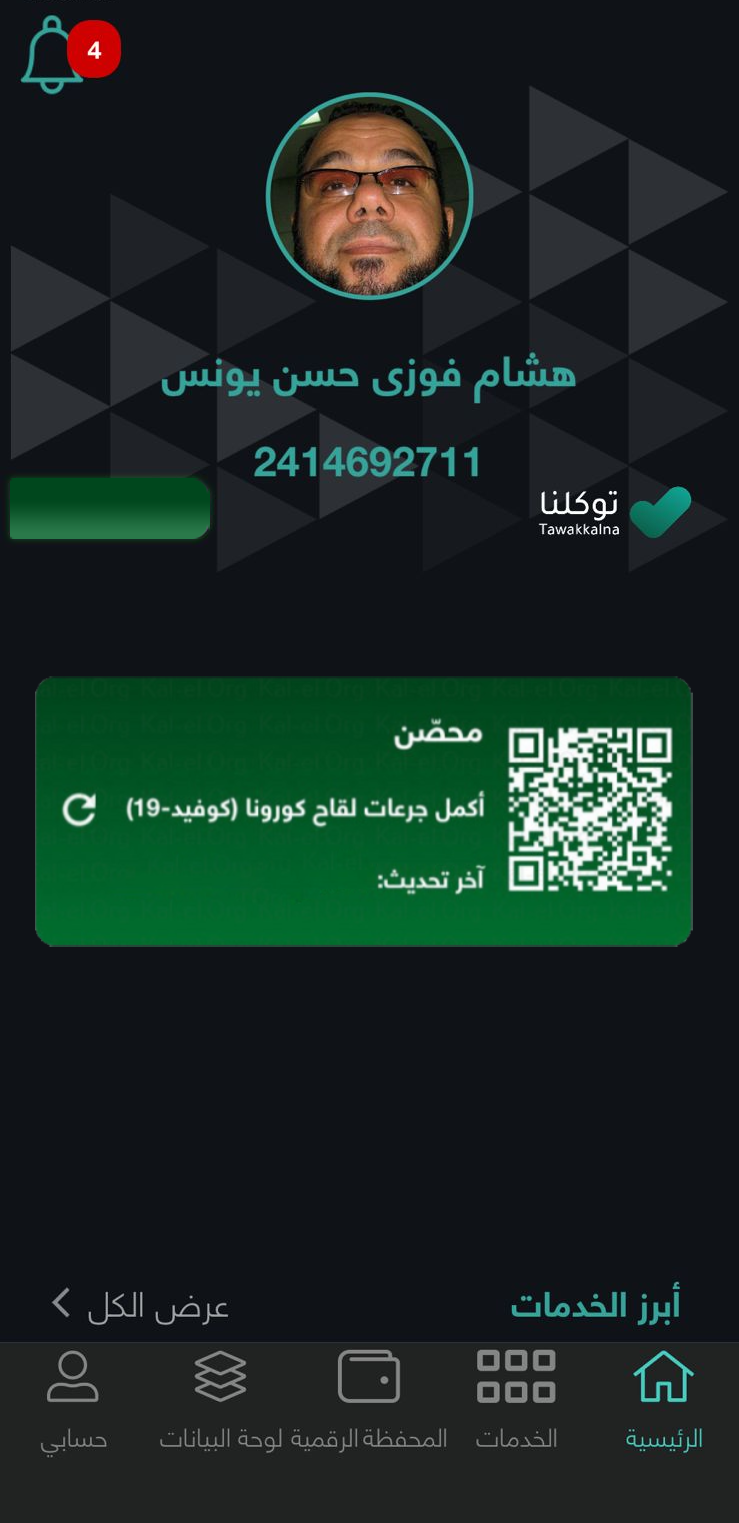 4
هشام فوزى حسن يونس
2414692711
توكلنا
Tawakkalna
محصّن
أكمل جرعات لقاح كورونا (كوفيد-19)
آخر تحديث:
أبرز الخدمات
عرض الكل
الرئيسية
الخدمات
المحفظة الرقمية
لوحة البيانات
حسابي